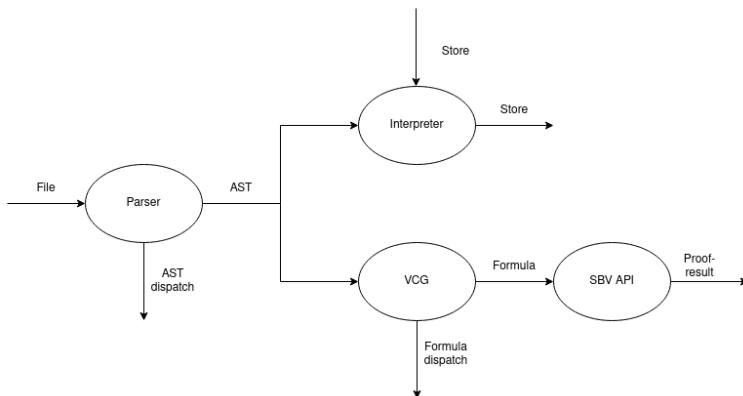 Store
Interpreter
Store
File
Parser
AST
AST
dispatch
VCG
Formula
SBV API
Proof-
result
Formula
dispatch